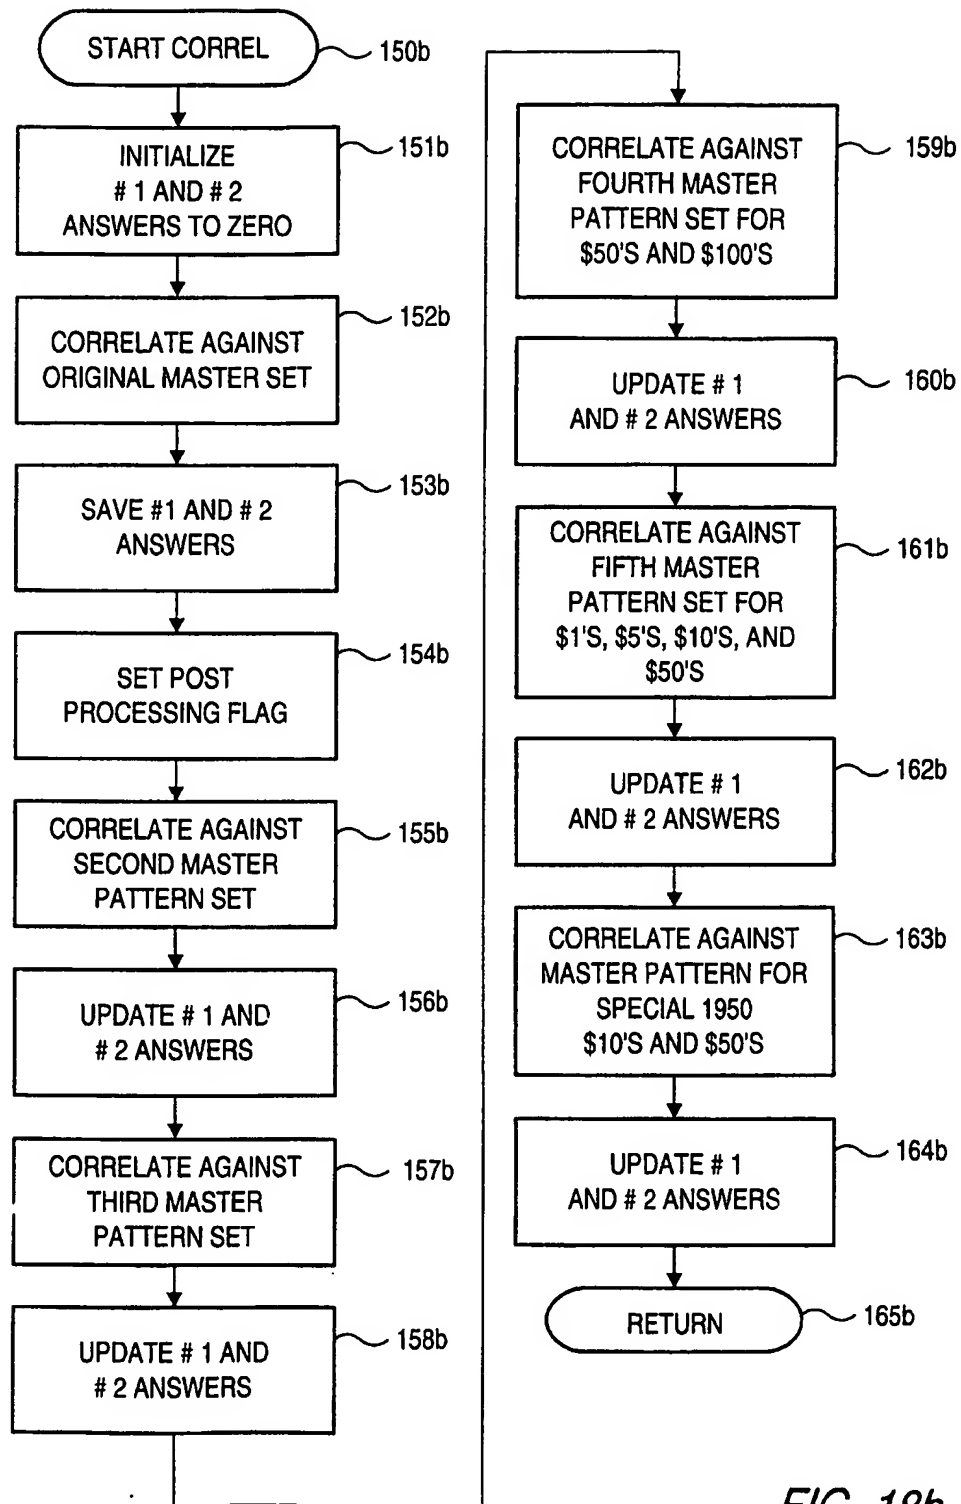 START CORREL
150b
INITIALIZE
# 1 AND # 2
ANSWERS TO ZERO
151b
CORRELATE AGAINST
ORIGINAL MASTER SET
152b
SAVE #1 AND # 2
ANSWERS
153b
SET POST
PROCESSING FLAG
154b
CORRELATE AGAINST
SECOND MASTER
PATTERN SET
155b
UPDATE # 1 AND
# 2 ANSWERS
156b
CORRELATE AGAINST
THIRD MASTER
PATTERN SET
157b
UPDATE # 1 AND
# 2 ANSWERS
158b
CORRELATE AGAINST
FOURTH MASTER
PATTERN SET FOR
$50'S AND $100'S
159b
UPDATE # 1
AND # 2 ANSWERS
160b
CORRELATE AGAINST
FIFTH MASTER
PATTERN SET FOR
$1'S, $5'S, $10'S, AND
$50'S
161b
UPDATE # 1
AND # 2 ANSWERS
162b
CORRELATE AGAINST
MASTER PATTERN FOR
SPECIAL 1950
$10'S AND $50'S
163b
UPDATE # 1
AND # 2 ANSWERS
164b
RETURN
165b
FIG. 18b